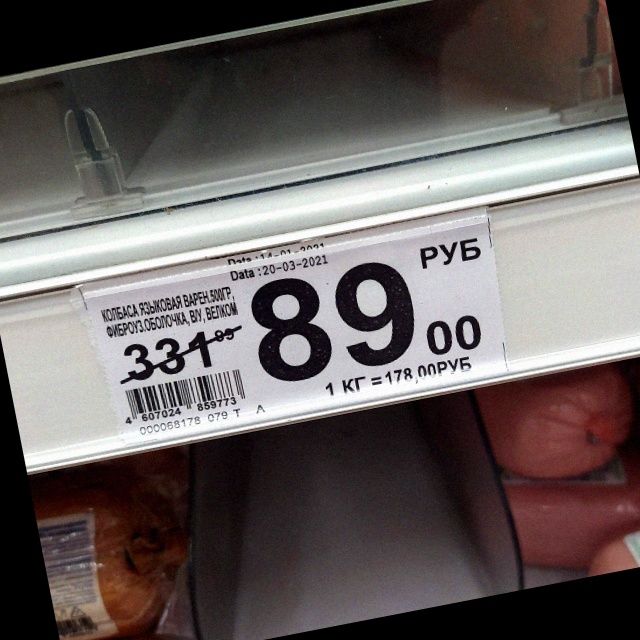 Data :14-01-2021
Data :20-03-2021
КОЛБАСА ЯЗЫКОВАЯ ВАРЕН,500ГР,
ФИБРОУЗ.ОБОЛОЧКА, В/У, ВЕЛКОМ
331 99
89 00 РУБ
1 КГ =178,00РУБ
4 607024 859773
000068178 079 Т А